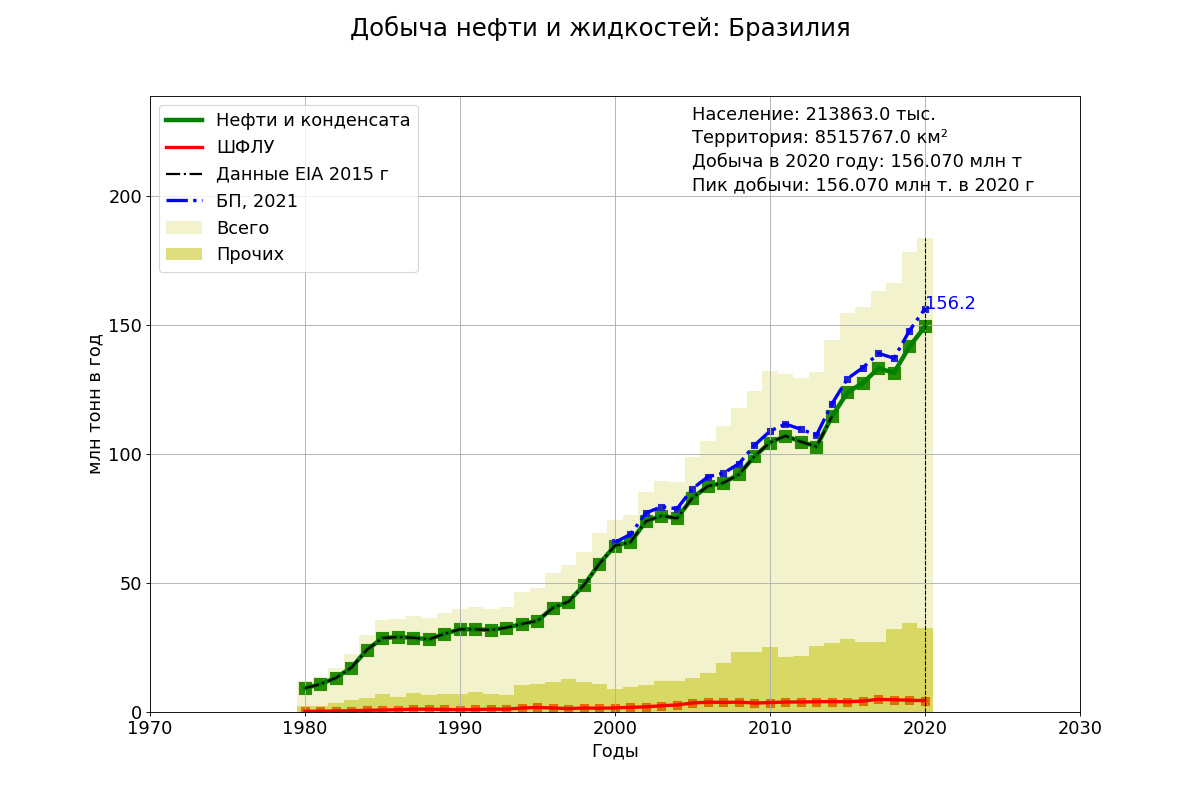 Добыча нефти и жидкостей: Бразилия
Нефти и конденсата
ШФЛУ
Данные EIA 2015 г
БП, 2021
Всего
Прочих
Население: 213863.0 тыс.
Территория: 8515767.0 км²
Добыча в 2020 году: 156.070 млн т
Пик добычи: 156.070 млн т. в 2020 г
156.2
млн тонн в год
200
150
100
50
0
1970 1980 1990 2000 2010 2020 2030
Годы